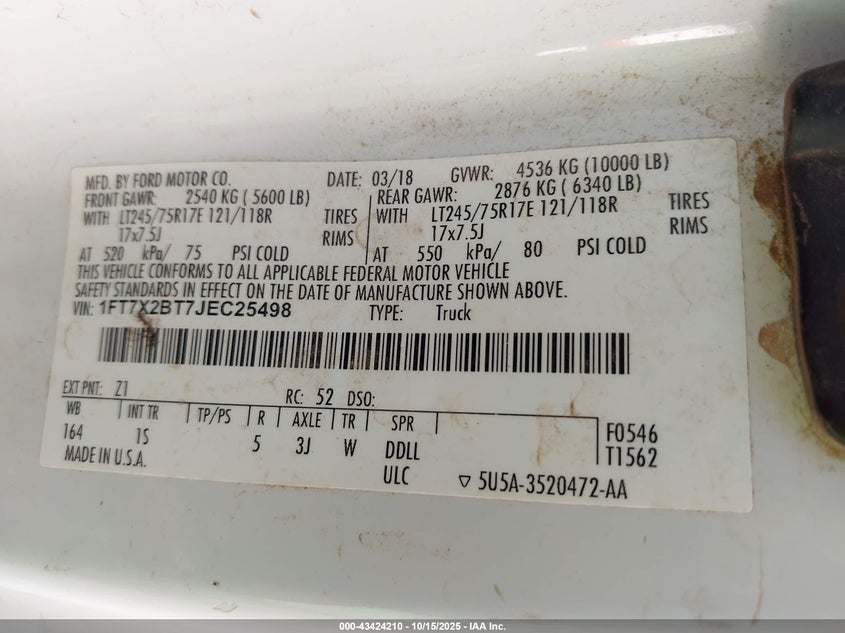 MFD. BY FORD MOTOR CO. DATE: 03/18 GVWR: 4536 KG (10000 LB)
FRONT GAWR: 2540 KG ( 5600 LB) REAR GAWR: 2876 KG ( 6340 LB)
WITH LT245/75R17E 121/118R TIRES WITH LT245/75R17E 121/118R TIRES
17x7.5J RIMS 17x7.5J RIMS
AT 520 kPa/ 75 PSI COLD AT 550 kPa/ 80 PSI COLD
THIS VEHICLE CONFORMS TO ALL APPLICABLE FEDERAL MOTOR VEHICLE
SAFETY STANDARDS IN EFFECT ON THE DATE OF MANUFACTURE SHOWN ABOVE.
VIN: 1FT7X2BT7JEC25498 TYPE: Truck
EXT PNT: Z1 RC: 52 DSO:
WB INT TR TP/PS R AXLE TR SPR F0546
164 1S 5 3J W DDLL T1562
MADE IN U.S.A. ULC ▽ 5U5A-3520472-AA
000-43424210 - 10/15/2025 - IAA Inc.